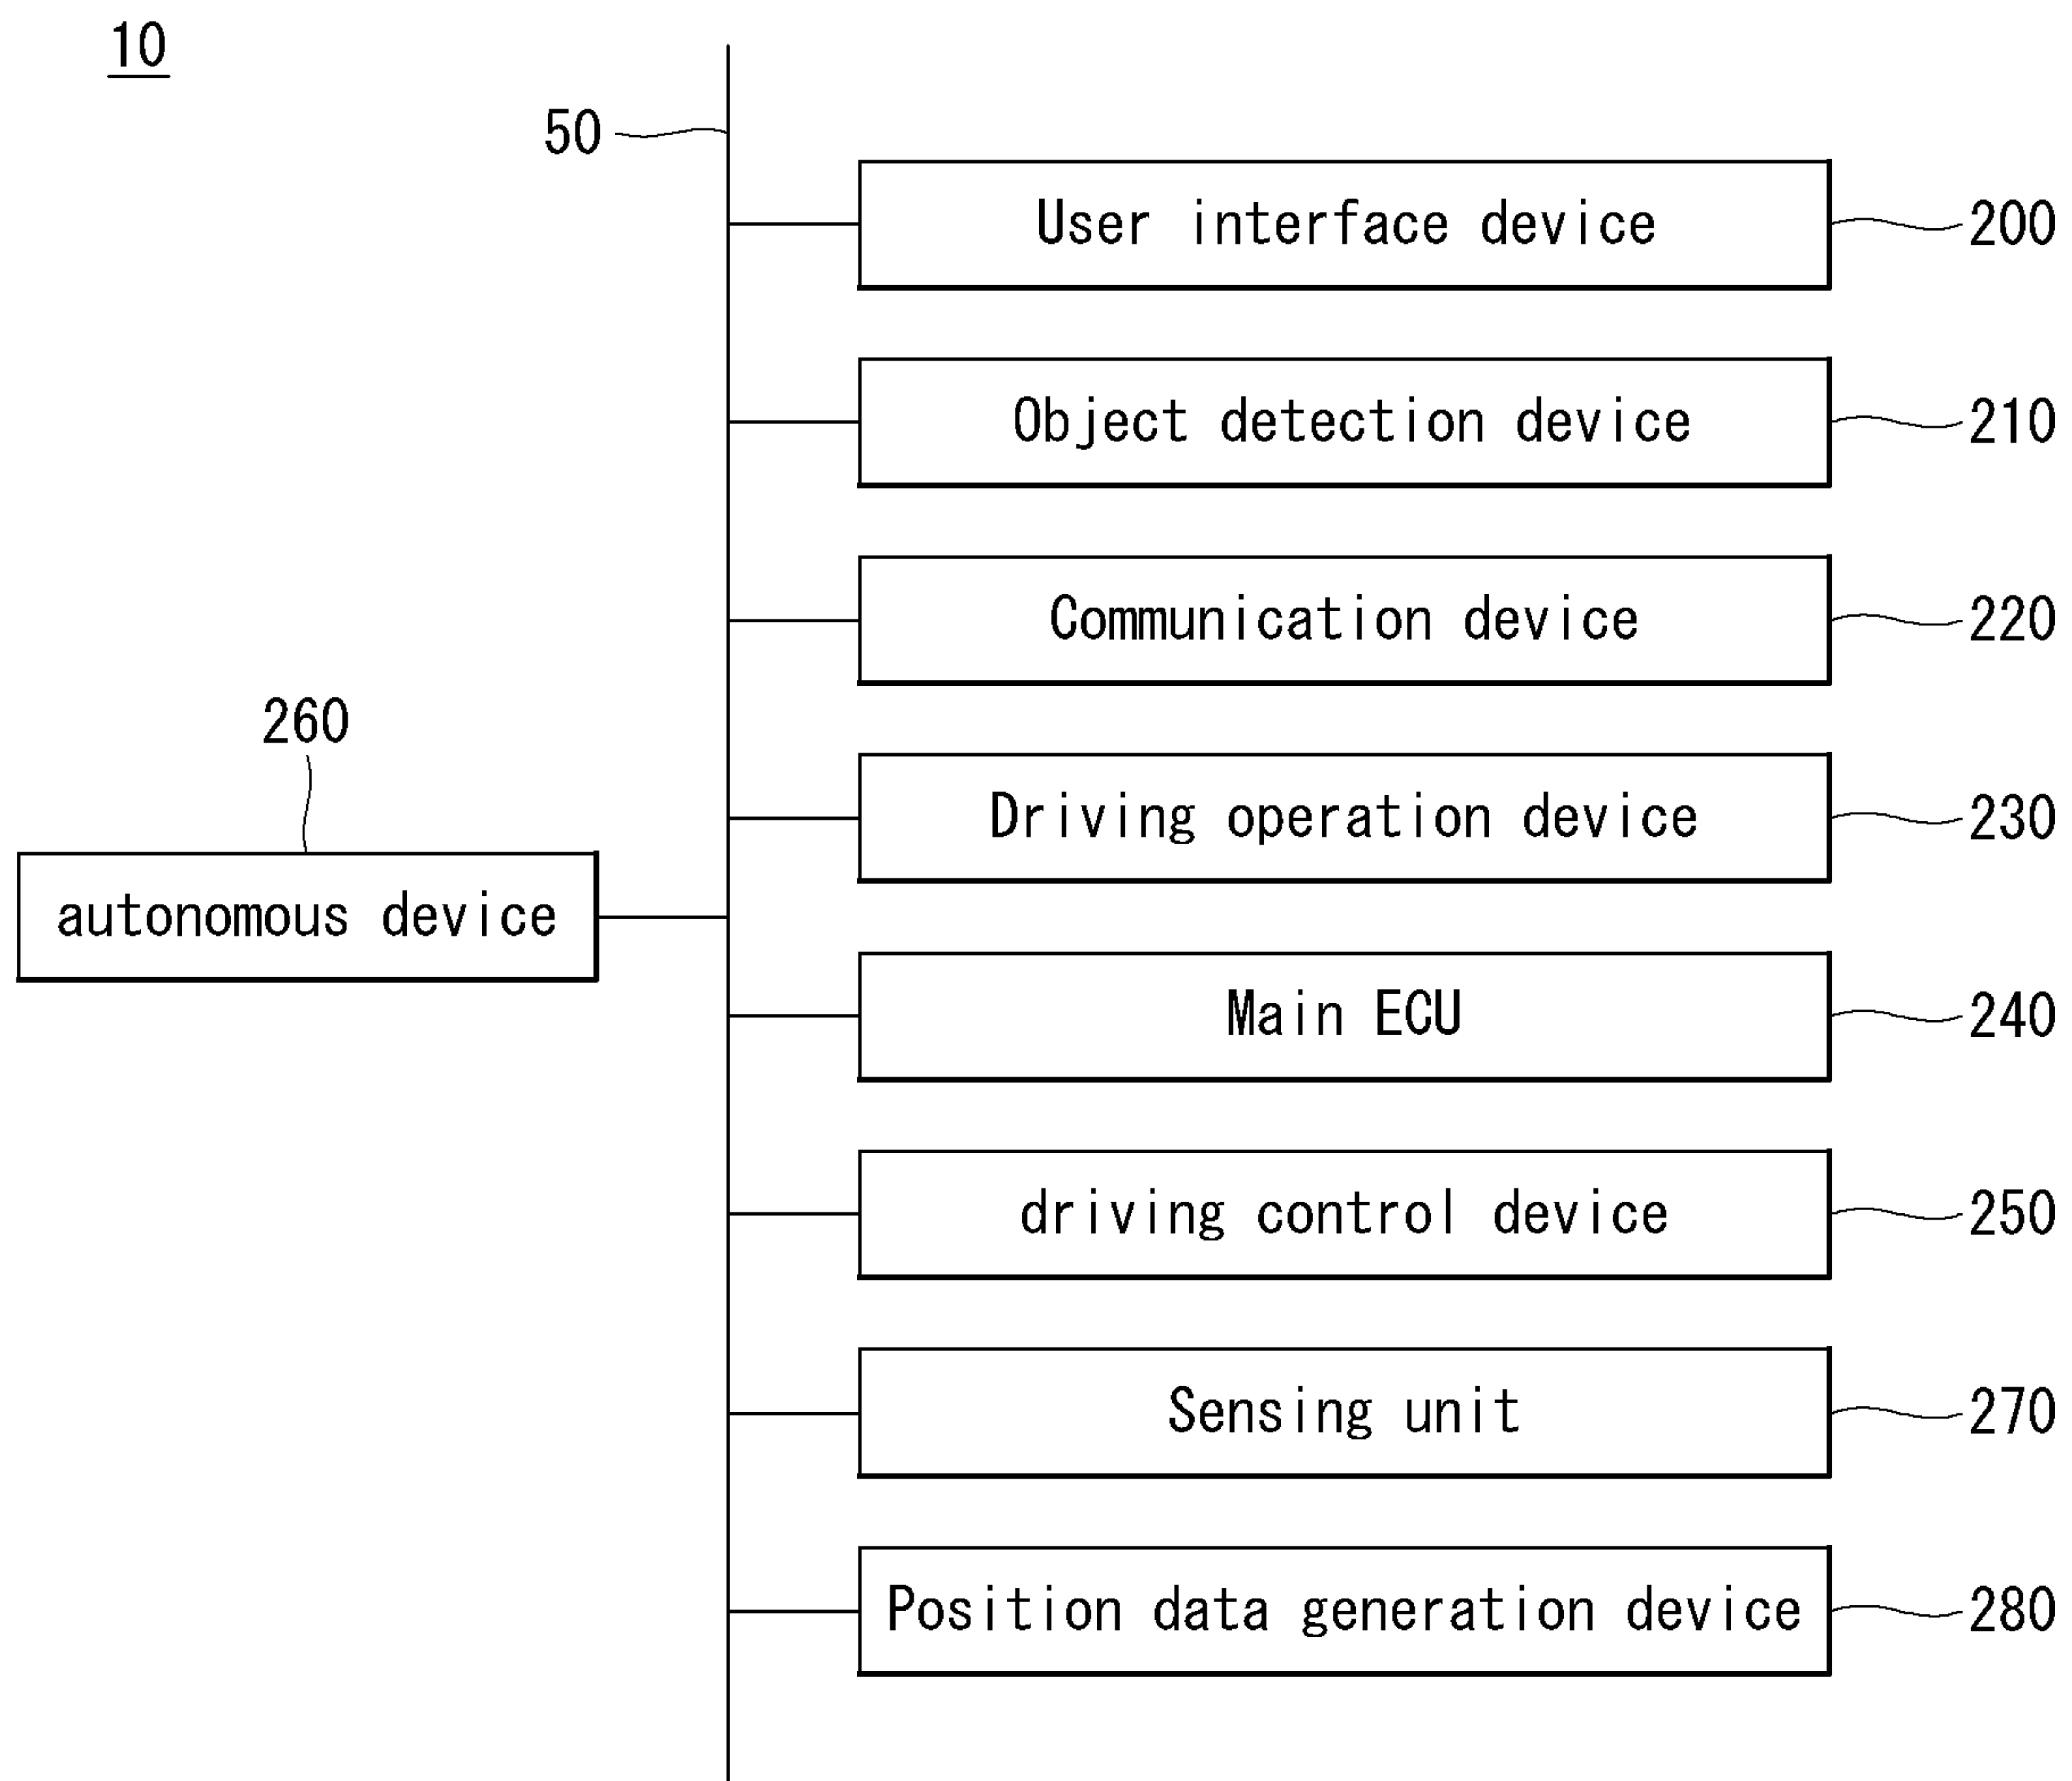 10
50
User interface device 200
Object detection device 210
Communication device 220
260
Driving operation device 230
autonomous device
Main ECU 240
driving control device 250
Sensing unit 270
Position data generation device 280